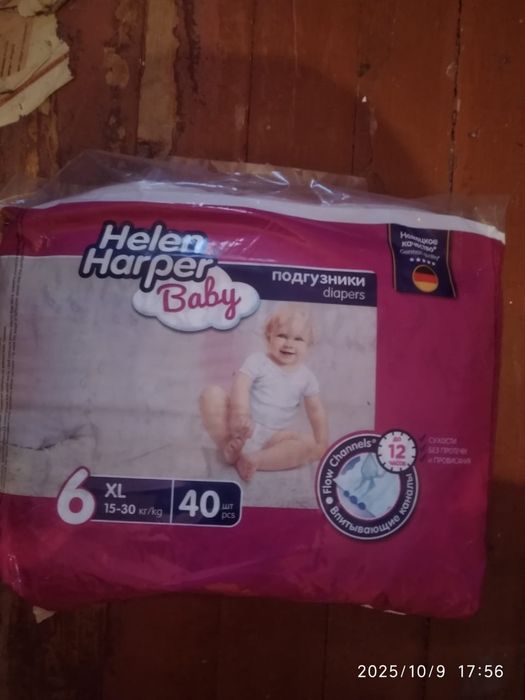 Helen
Harper
Baby
подгузники
diapers
Немецкое
качество*
German quality*
6
XL
15-30 кг/kg
40 шт
pcs
Flow Channels®
Впитывающие каналы
до
12
часов
сухости
без протечек
и провисания
2025/10/9 17:56